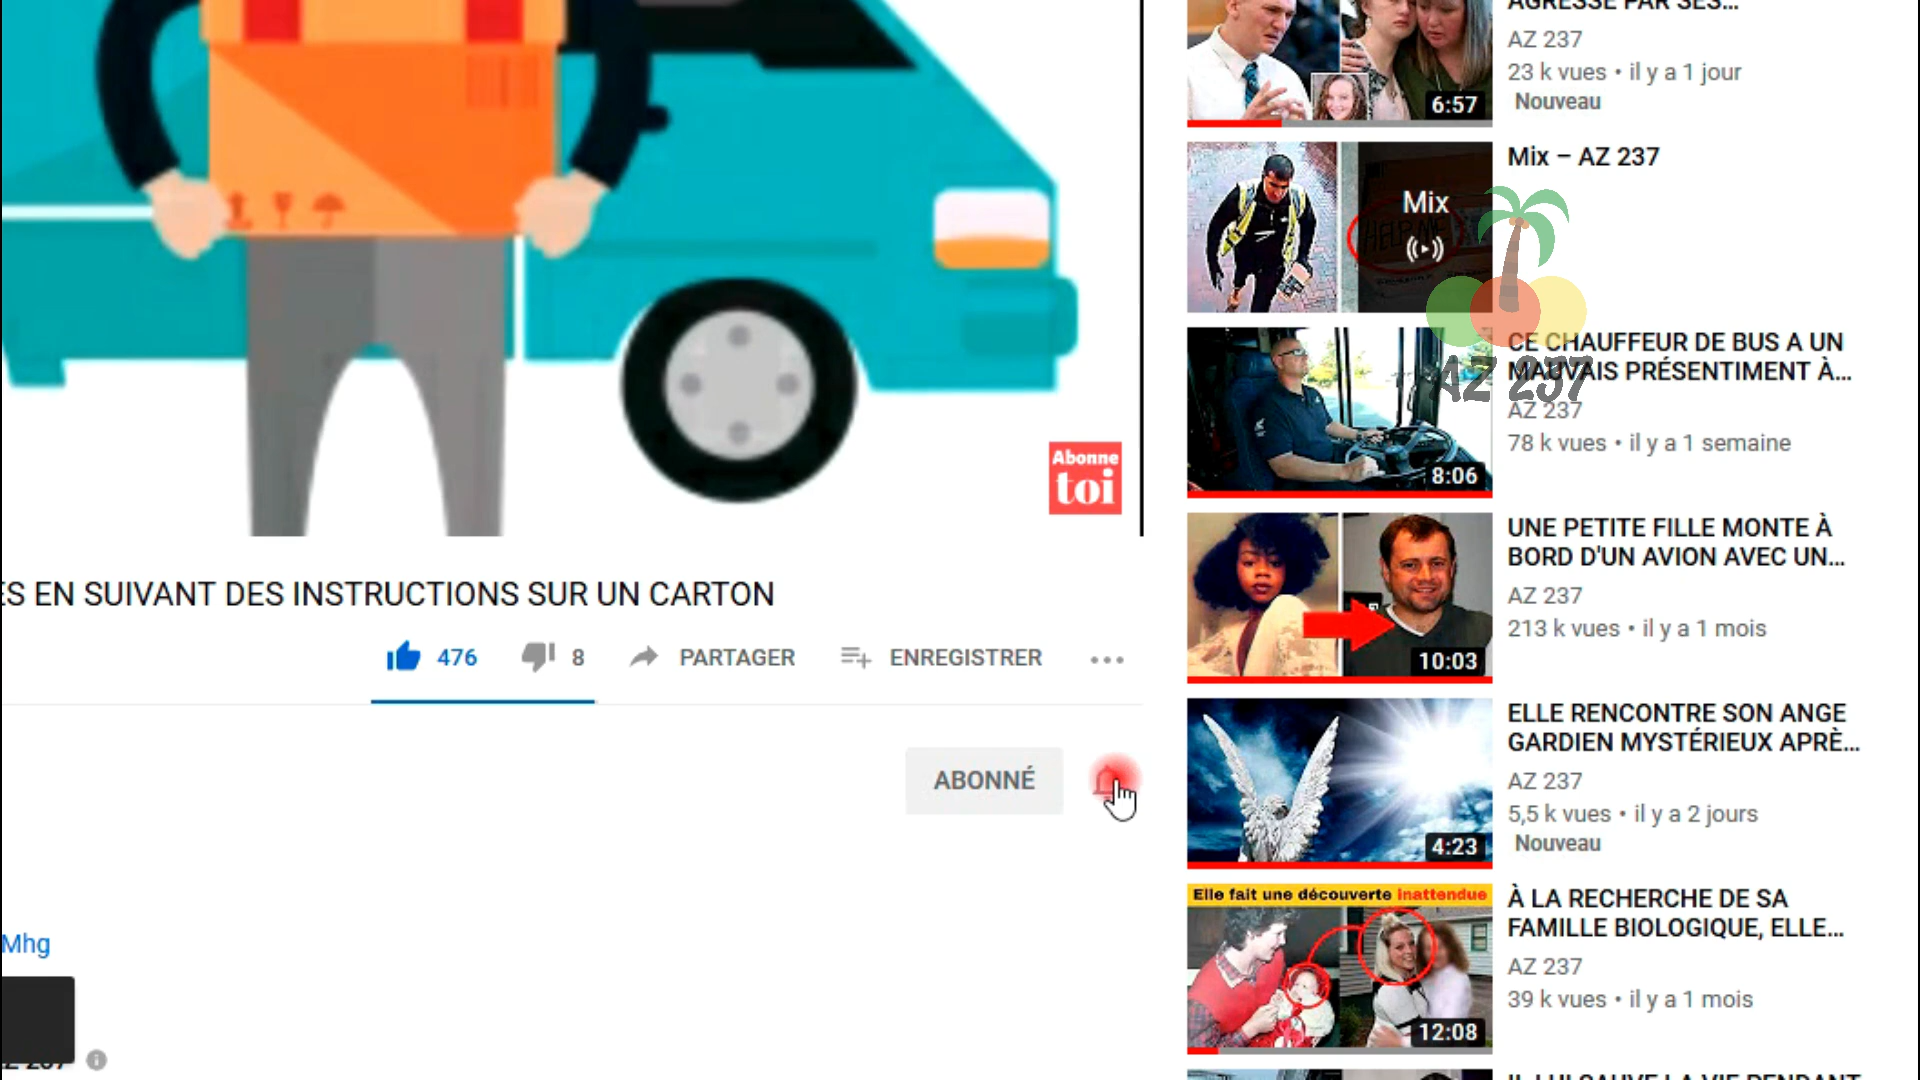 Abonne
toi
ES EN SUIVANT DES INSTRUCTIONS SUR UN CARTON
476
8
PARTAGER
ENREGISTRER
ABONNÉ
Mhg
AGRESSÉ PAR SES...
AZ 237
23 k vues • il y a 1 jour
Nouveau
6:57
Mix – AZ 237
Mix
HELP ME
AZ 237
CE CHAUFFEUR DE BUS A UN
MAUVAIS PRÉSENTIMENT À...
AZ 237
78 k vues • il y a 1 semaine
8:06
UNE PETITE FILLE MONTE À
BORD D'UN AVION AVEC UN...
AZ 237
213 k vues • il y a 1 mois
10:03
ELLE RENCONTRE SON ANGE
GARDIEN MYSTÉRIEUX APRÈ...
AZ 237
5,5 k vues • il y a 2 jours
Nouveau
4:23
Elle fait une découverte Inattendue
À LA RECHERCHE DE SA
FAMILLE BIOLOGIQUE, ELLE...
AZ 237
39 k vues • il y a 1 mois
12:08
IL LUI SAUVE LA VIE PENDANT